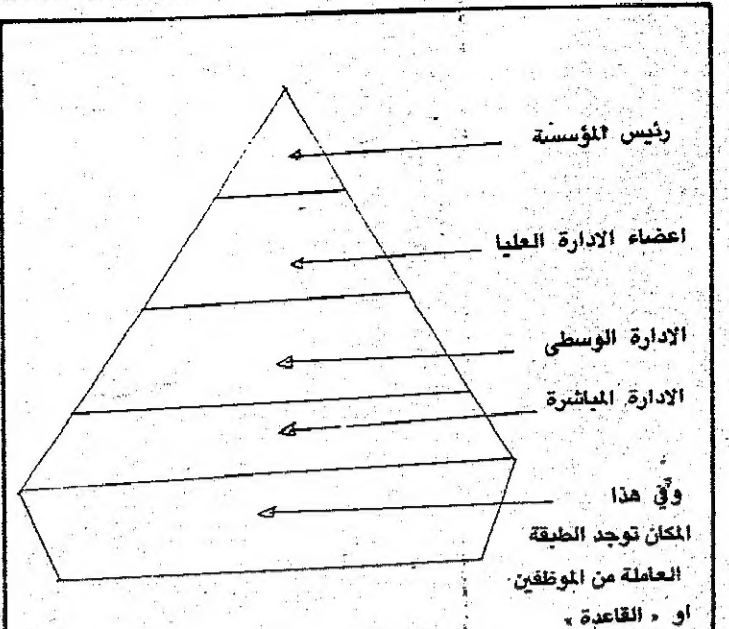 رئيس المؤسسة
اعضاء الادارة العليا
الادارة الوسطى
الادارة المباشرة
وفي هذا
المكان توجد الطبقة
العاملة من الموظفين
او « القاعدة »